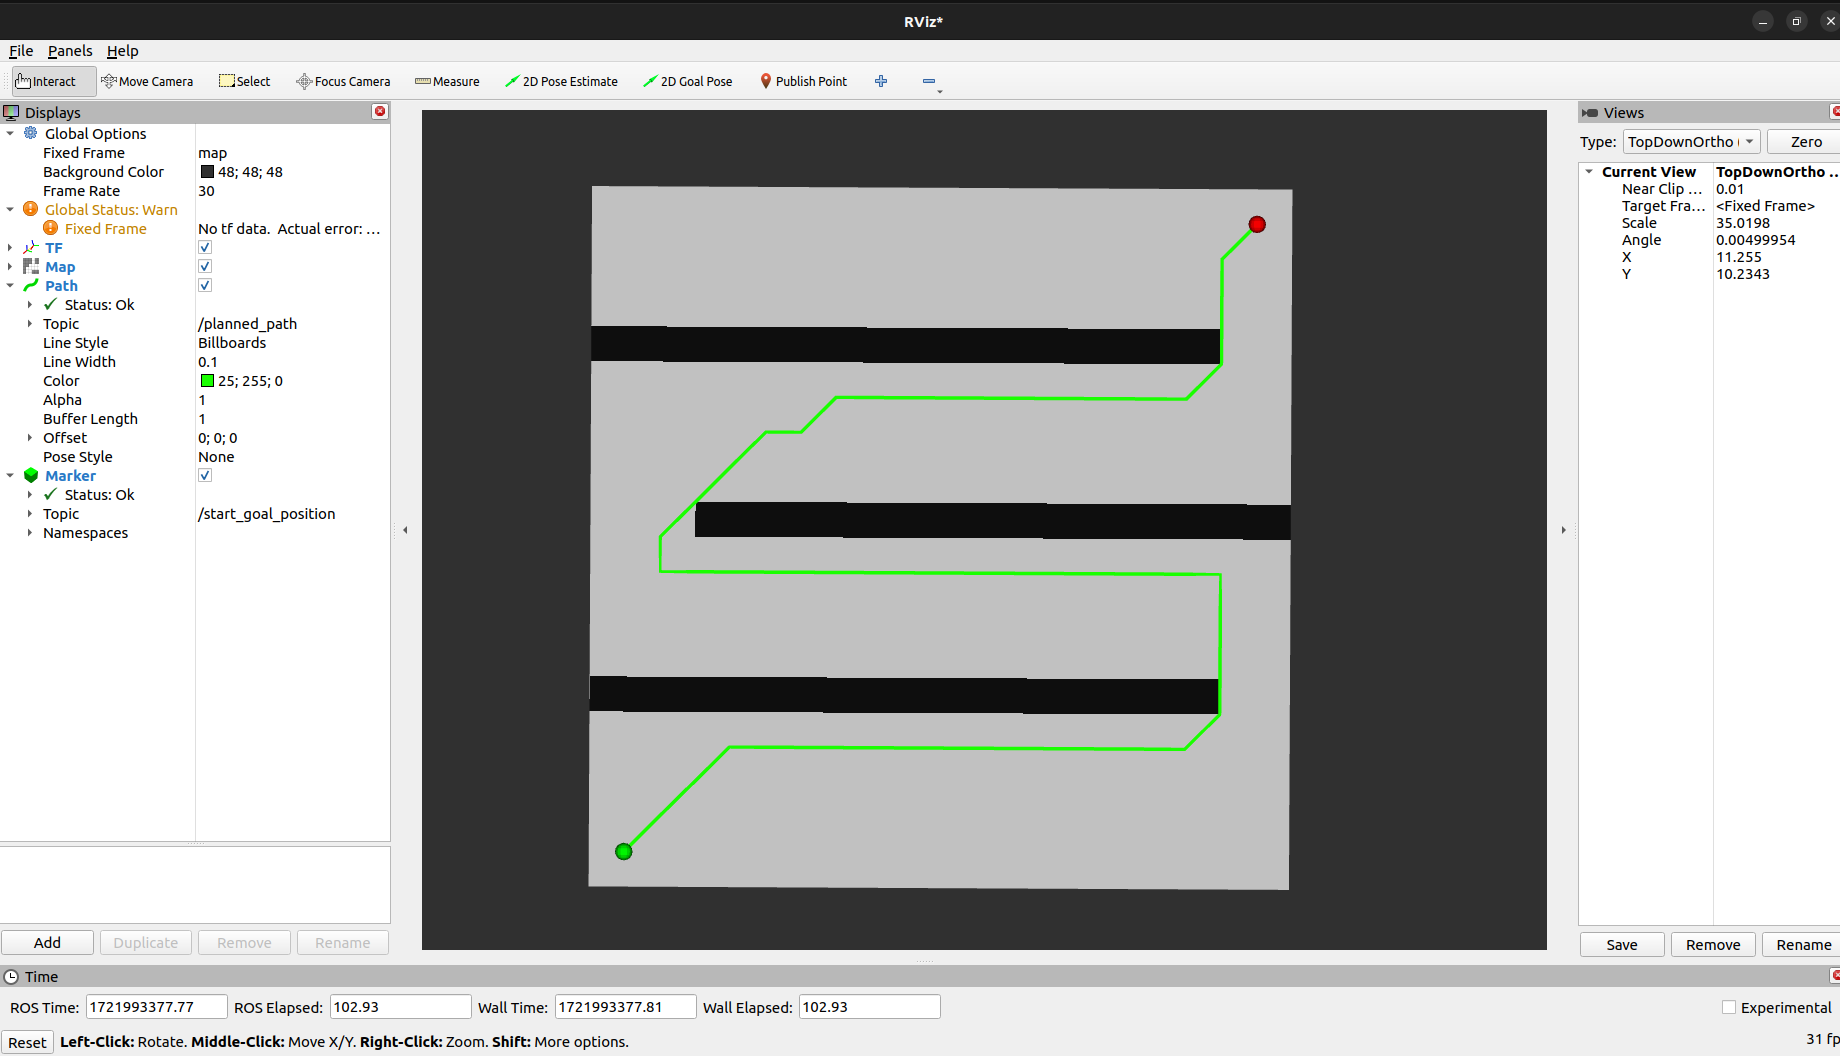 RViz*
File Panels Help
Interact Move Camera Select Focus Camera Measure 2D Pose Estimate 2D Goal Pose Publish Point
Displays
Global Options
Fixed Frame map
Background Color 48; 48; 48
Frame Rate 30
Global Status: Warn
Fixed Frame No tf data. Actual error: ...
TF
Map
Path
Status: Ok
Topic /planned_path
Line Style Billboards
Line Width 0.1
Color 25; 255; 0
Alpha 1
Buffer Length 1
Offset 0; 0; 0
Pose Style None
Marker
Status: Ok
Topic /start_goal_position
Namespaces
Add Duplicate Remove Rename
Views
Type: TopDownOrtho ( Zero
Current View TopDownOrtho ...
Near Clip ... 0.01
Target Fra... <Fixed Frame>
Scale 35.0198
Angle 0.00499954
X 11.255
Y 10.2343
Save Remove Rename
Time
ROS Time: 1721993377.77 ROS Elapsed: 102.93 Wall Time: 1721993377.81 Wall Elapsed: 102.93 Experimental
Reset Left-Click: Rotate. Middle-Click: Move X/Y. Right-Click: Zoom. Shift: More options. 31 fp